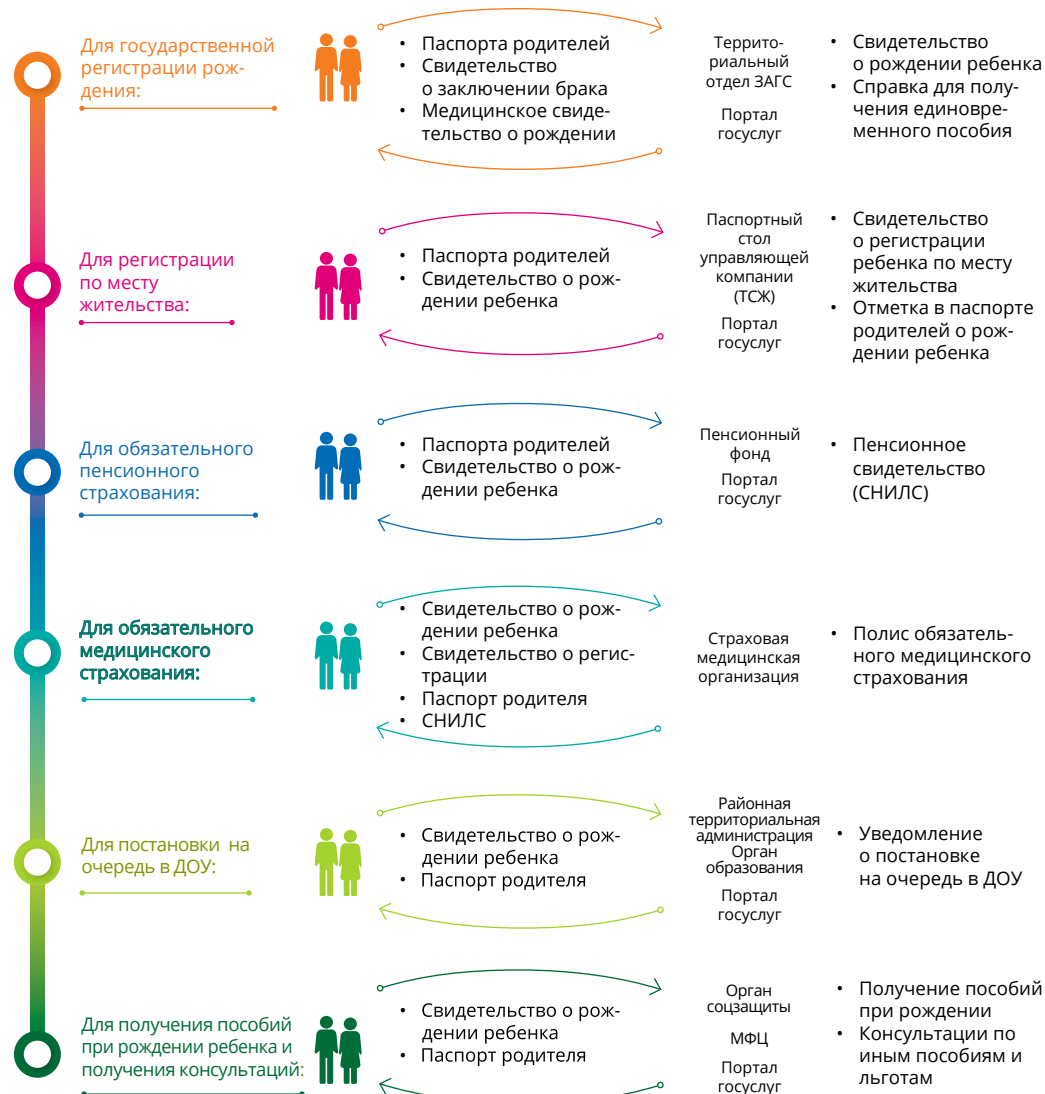 Для государственной
регистрации рож-
дения:
• Паспорта родителей
• Свидетельство
о заключении брака
• Медицинское свиде-
тельство о рождении
Террито-
риальный
отдел ЗАГС
Портал
госуслуг
• Свидетельство
о рождении ребенка
• Справка для полу-
чения единовре-
менного пособия
Для регистрации
по месту
жительства:
• Паспорта родителей
• Свидетельство о рож-
дении ребенка
Паспортный
стол
управляющей
компании
(ТСЖ)
Портал
госуслуг
• Свидетельство
о регистрации
ребенка по месту
жительства
• Отметка в паспорте
родителей о рож-
дении ребенка
Для обязательного
пенсионного
страхования:
• Паспорта родителей
• Свидетельство о рож-
дении ребенка
Пенсионный
фонд
Портал
госуслуг
• Пенсионное
свидетельство
(СНИЛС)
Для обязательного
медицинского
страхования:
• Свидетельство о рож-
дении ребенка
• Свидетельство о регис-
трации
• Паспорт родителя
• СНИЛС
Страховая
медицинская
организация
• Полис обязатель-
ного медицинского
страхования
Для постановки на
очередь в ДОУ:
• Свидетельство о рож-
дении ребенка
• Паспорт родителя
Районная
территориальная
администрация
Орган
образования
Портал
госуслуг
• Уведомление
о постановке
на очередь в ДОУ
Для получения пособий
при рождении ребенка и
получения консультаций:
• Свидетельство о рож-
дении ребенка
• Паспорт родителя
Орган
соцзащиты
МФЦ
Портал
госуслуг
• Получение пособий
при рождении
• Консультации по
иным пособиям и
льготам